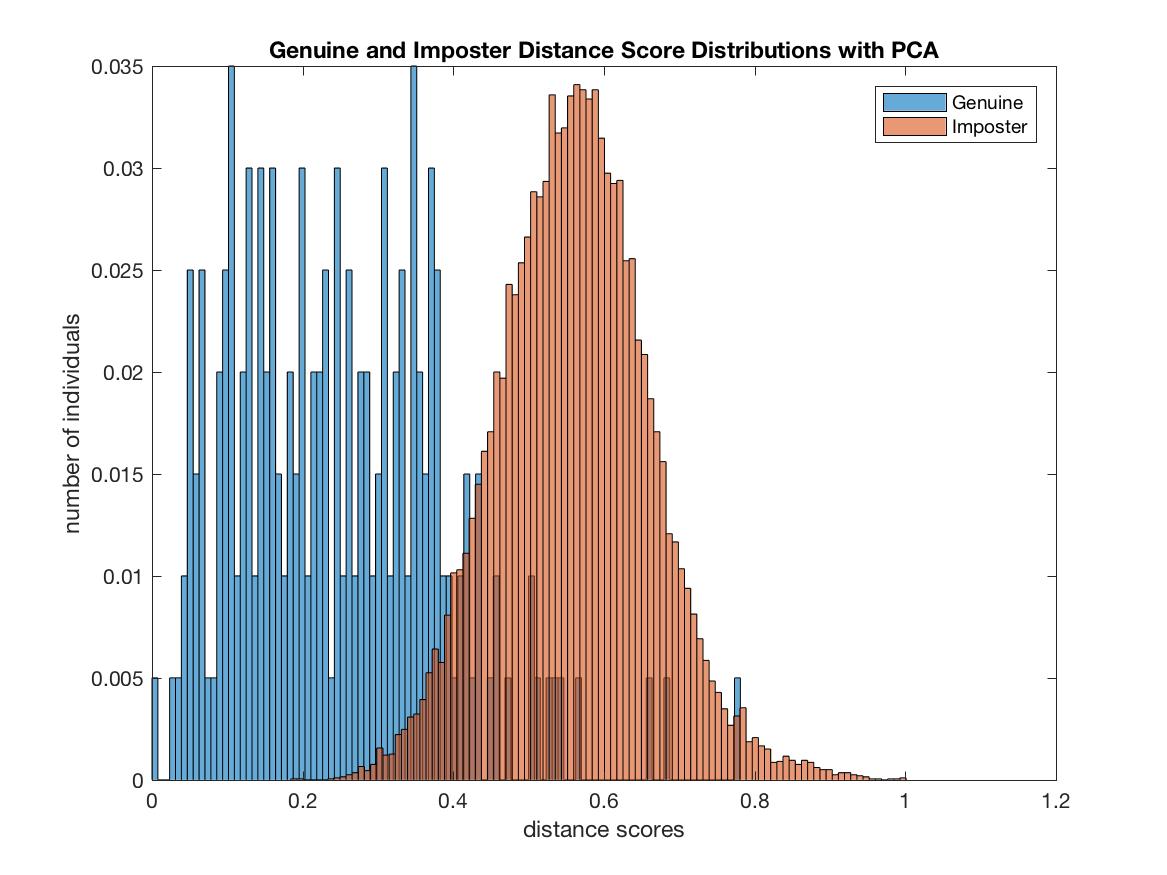 Genuine and Imposter Distance Score Distributions with PCA
Genuine
Imposter
number of individuals
0.035
0.03
0.025
0.02
0.015
0.01
0.005
0
0 0.2 0.4 0.6 0.8 1 1.2
distance scores